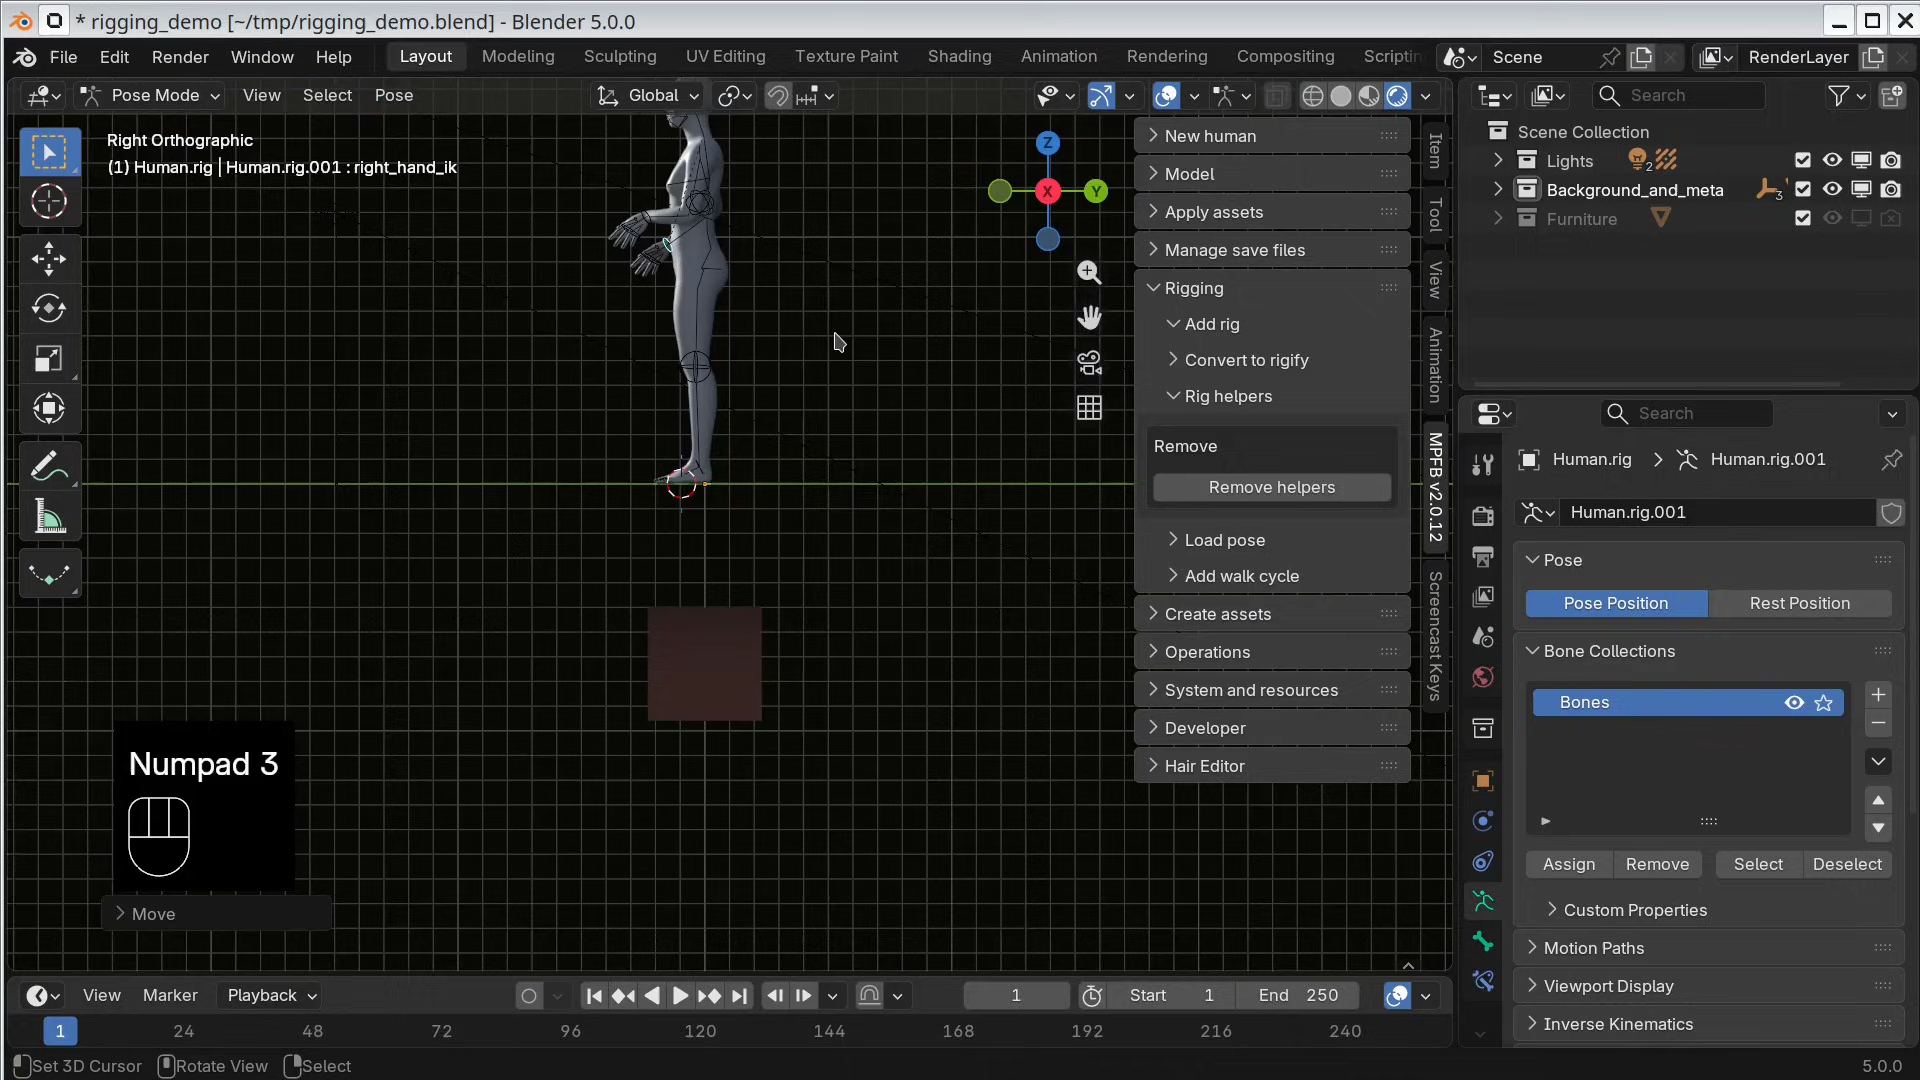 * rigging_demo [~/tmp/rigging_demo.blend] - Blender 5.0.0
File Edit Render Window Help Layout Modeling Sculpting UV Editing Texture Paint Shading Animation Rendering Compositing Scriptin Scene RenderLayer
Pose Mode View Select Pose Global
Search
Right Orthographic
(1) Human.rig | Human.rig.001 : right_hand_ik
Z
X
Y
New human
Model
Apply assets
Manage save files
Rigging
Add rig
Convert to rigify
Rig helpers
Remove
Remove helpers
Load pose
Add walk cycle
Create assets
Operations
System and resources
Developer
Hair Editor
Item
Tool
View
Animation
MPFB v2.0.12
Screencast Keys
Scene Collection
Lights 2
Background_and_meta 3
Furniture
Search
Human.rig > Human.rig.001
Human.rig.001
Pose
Pose Position Rest Position
Bone Collections
Bones
Assign Remove Select Deselect
Custom Properties
Motion Paths
Viewport Display
Inverse Kinematics
Numpad 3
Move
View Marker Playback 1 Start 1 End 250
1 24 48 72 96 120 144 168 192 216 240
Set 3D Cursor Rotate View Select 5.0.0